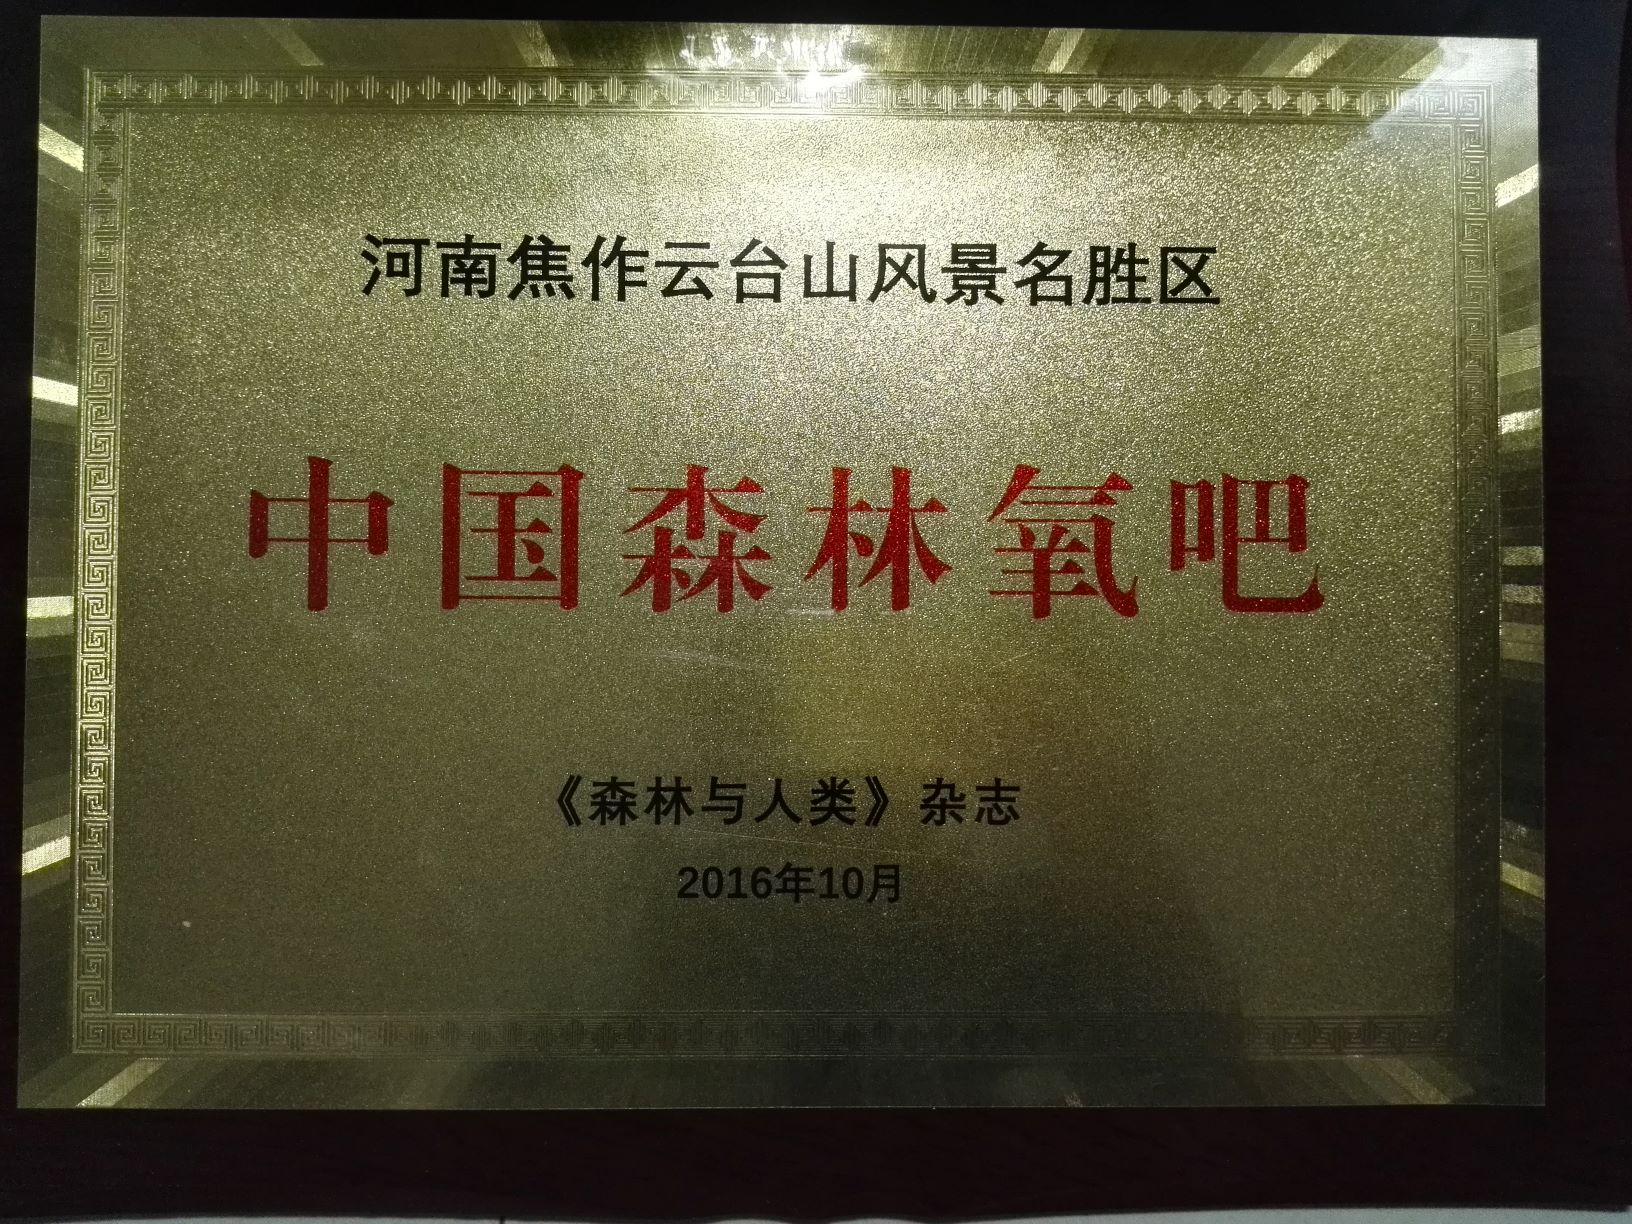 河南焦作云台山风景名胜区
中国森林氧吧
《森林与人类》杂志
2016年10月